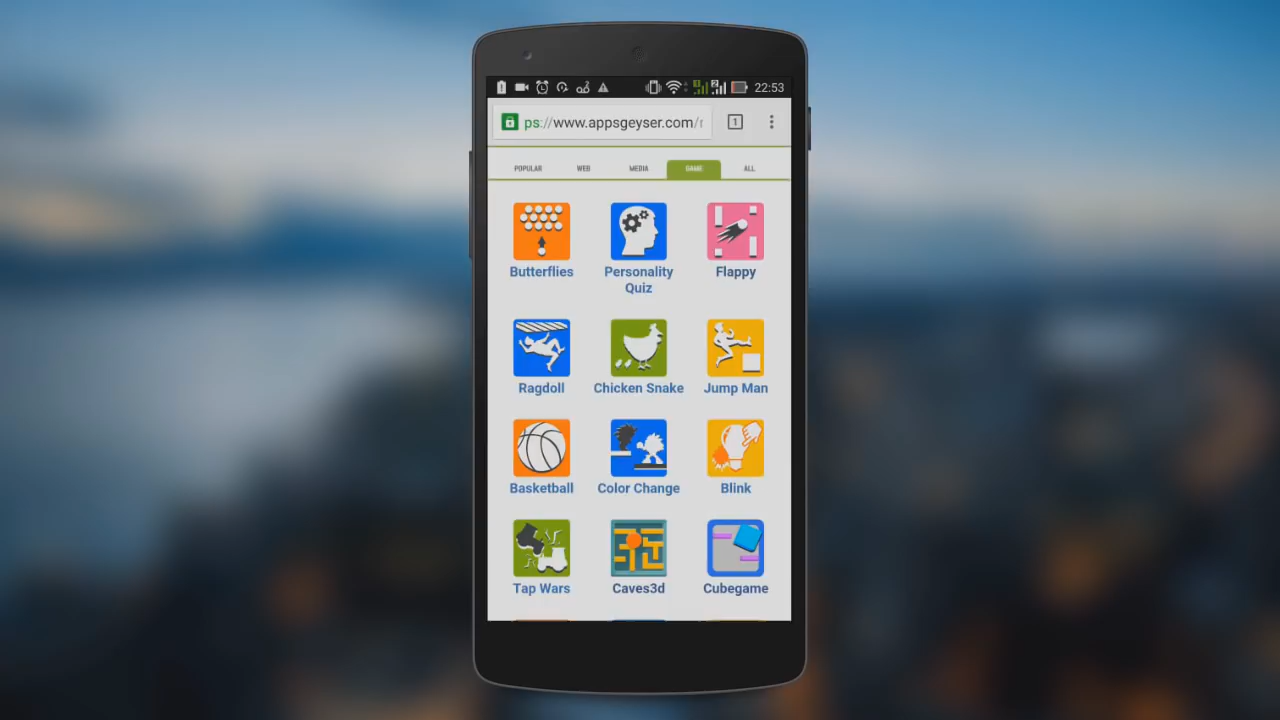 22:53
ps://www.appsgeyser.com/
1
POPULAR WEB MEDIA GAME ALL
Butterflies Personality Quiz Flappy
Ragdoll Chicken Snake Jump Man
Basketball Color Change Blink
Tap Wars Caves3d Cubegame